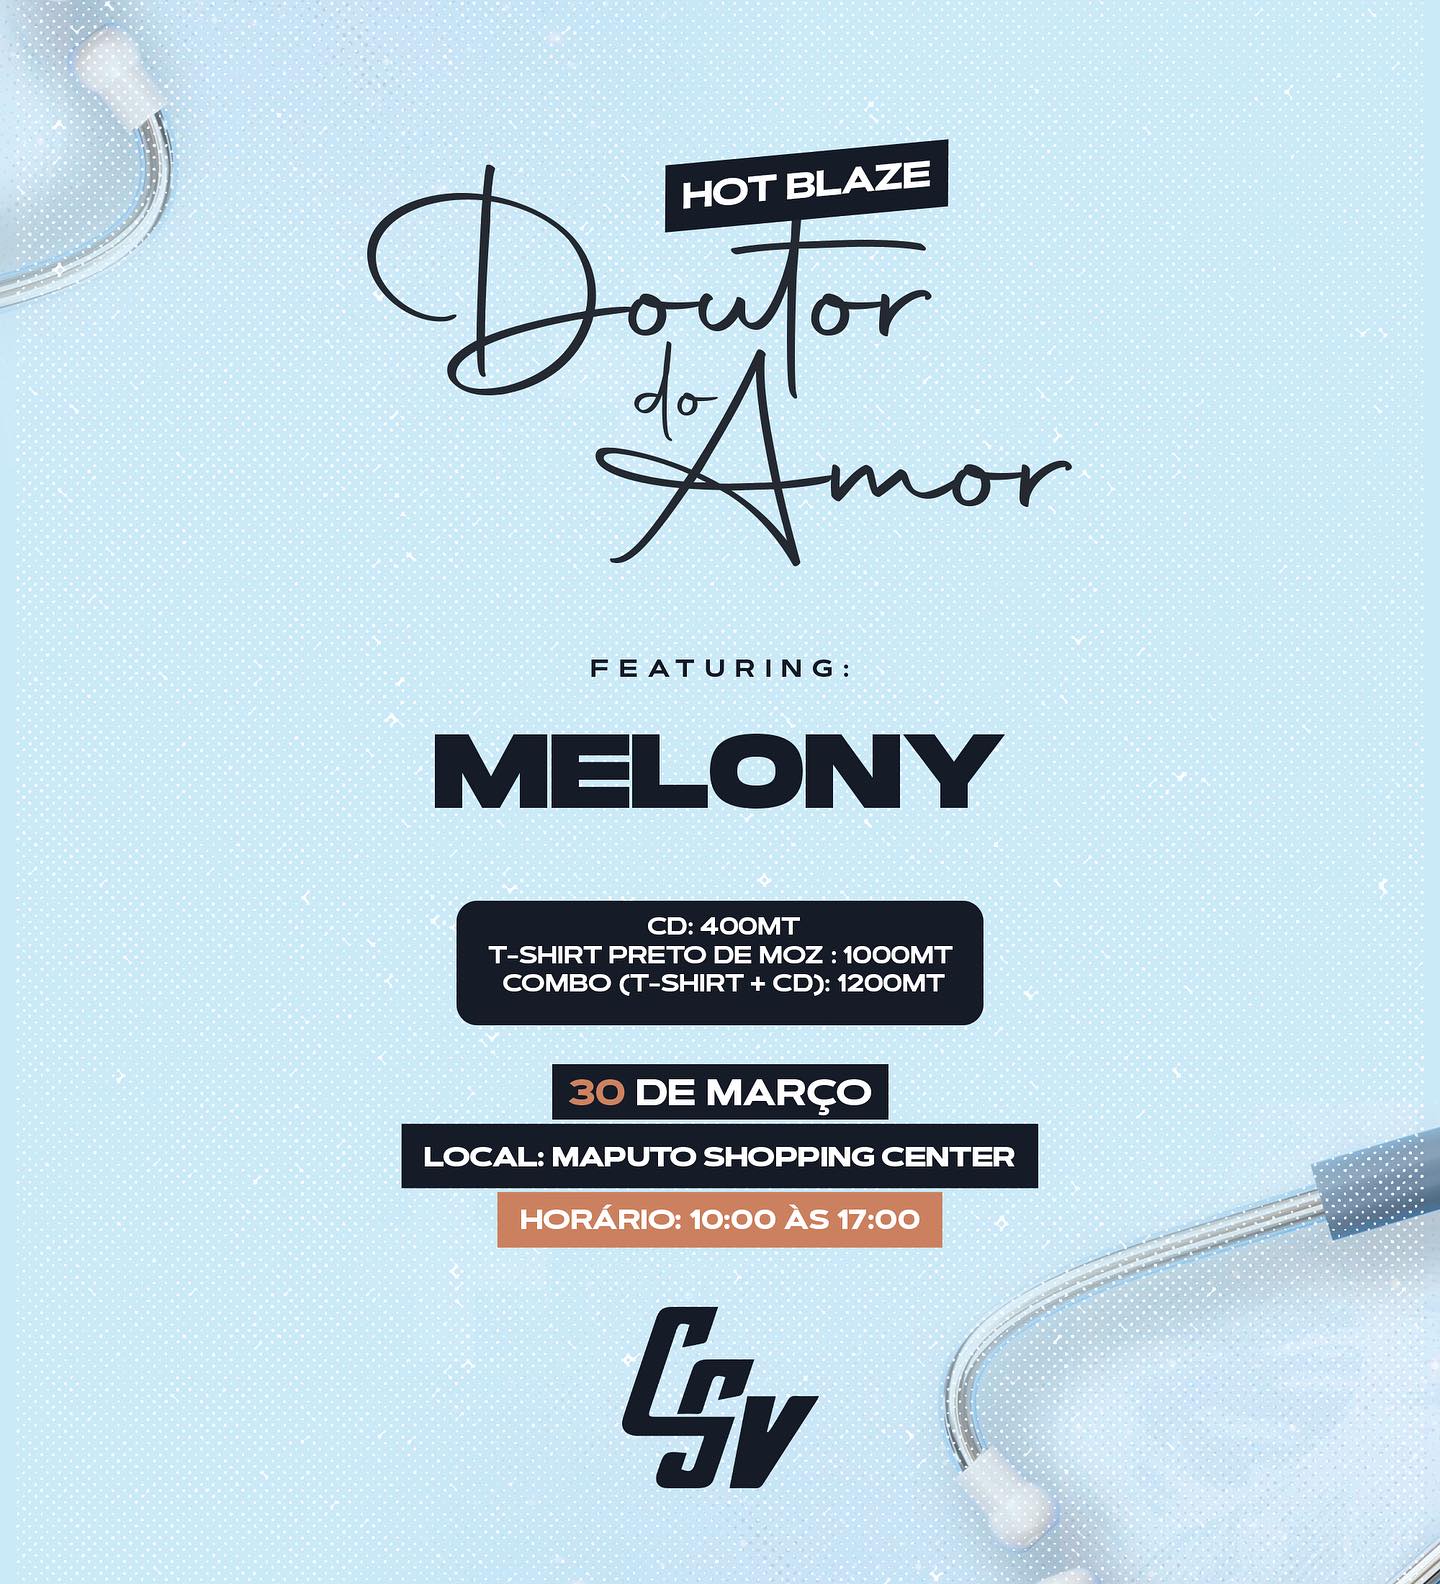 HOT BLAZE
Doutor
do
Amor
FEATURING:
MELONY
CD: 400MT
T-SHIRT PRETO DE MOZ : 1000MT
COMBO (T-SHIRT + CD): 1200MT
30 DE MARÇO
LOCAL: MAPUTO SHOPPING CENTER
HORÁRIO: 10:00 ÀS 17:00
CSV